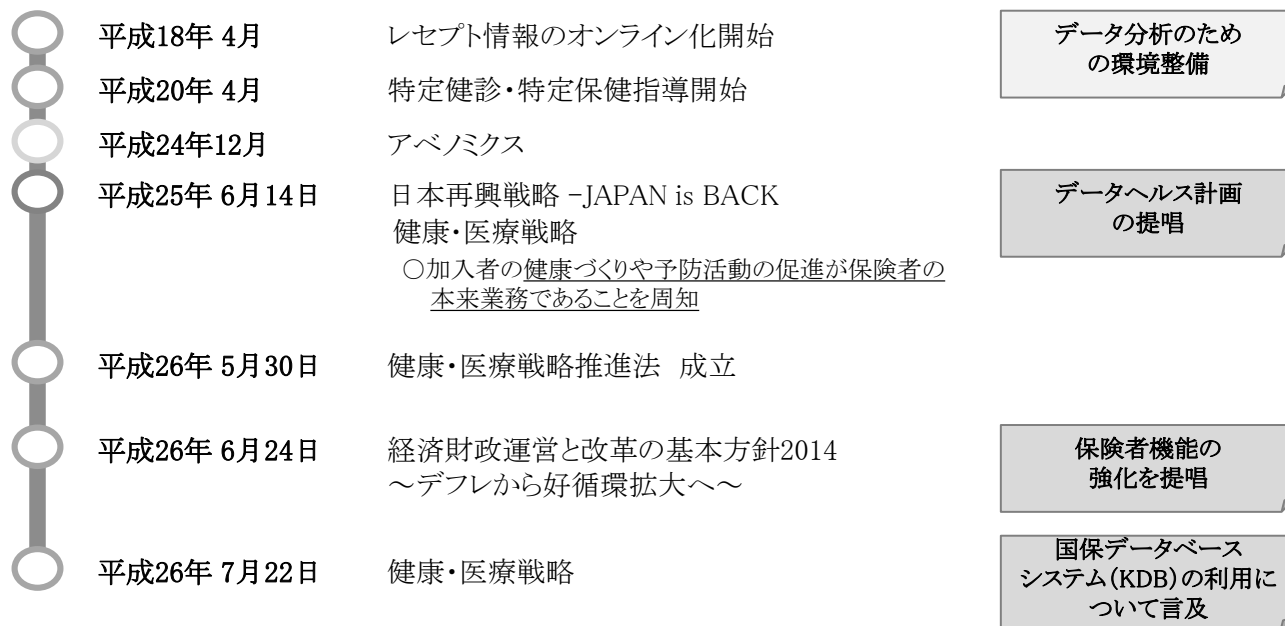 平成18年 4月 レセプト情報のオンライン化開始
データ分析のため
の環境整備
平成20年 4月 特定健診・特定保健指導開始
平成24年12月 アベノミクス
平成25年 6月14日 日本再興戦略 −JAPAN is BACK
健康・医療戦略
○加入者の健康づくりや予防活動の促進が保険者の
本来業務であることを周知
データヘルス計画
の提唱
平成26年 5月30日 健康・医療戦略推進法 成立
平成26年 6月24日 経済財政運営と改革の基本方針2014
～デフレから好循環拡大へ～
保険者機能の
強化を提唱
平成26年 7月22日 健康・医療戦略
国保データベース
システム(KDB)の利用に
ついて言及